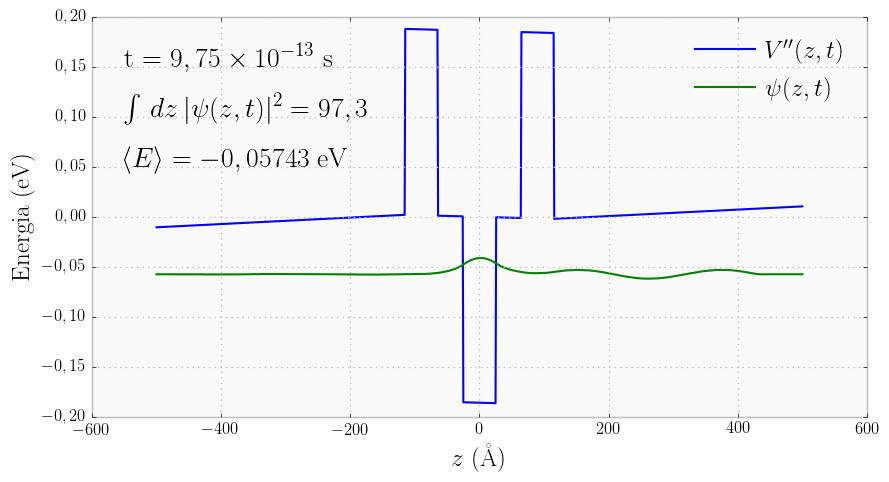 t = 9,75 × 10⁻¹³ s
∫ dz |ψ(z,t)|² = 97,3
⟨E⟩ = −0,05743 eV
V′′(z,t)
ψ(z,t)
Energia (eV)
0,20
0,15
0,10
0,05
0,00
−0,05
−0,10
−0,15
−0,20
−600
−400
−200
0
200
400
600
z (Å)